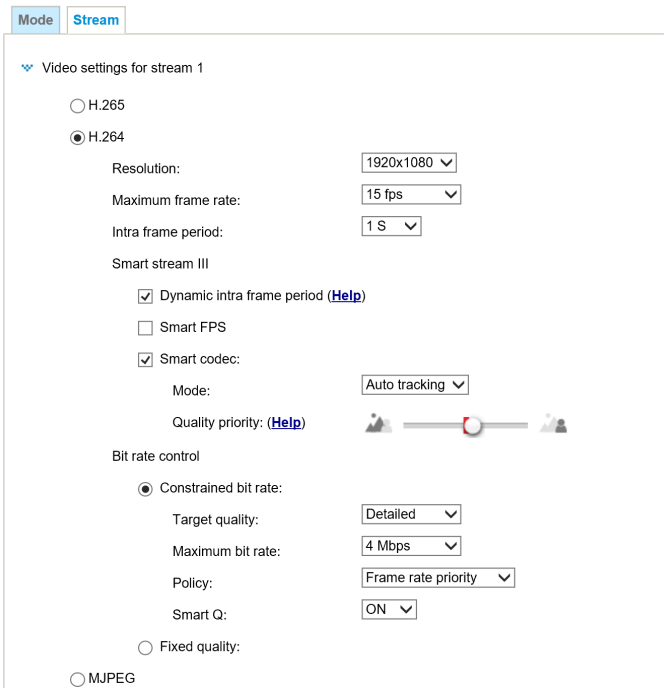 Mode Stream
Video settings for stream 1
H.265
H.264
Resolution: 1920x1080
Maximum frame rate: 15 fps
Intra frame period: 1 S
Smart stream III
Dynamic intra frame period (Help)
Smart FPS
Smart codec:
Mode: Auto tracking
Quality priority: (Help)
Bit rate control
Constrained bit rate:
Target quality: Detailed
Maximum bit rate: 4 Mbps
Policy: Frame rate priority
Smart Q: ON
Fixed quality:
MJPEG